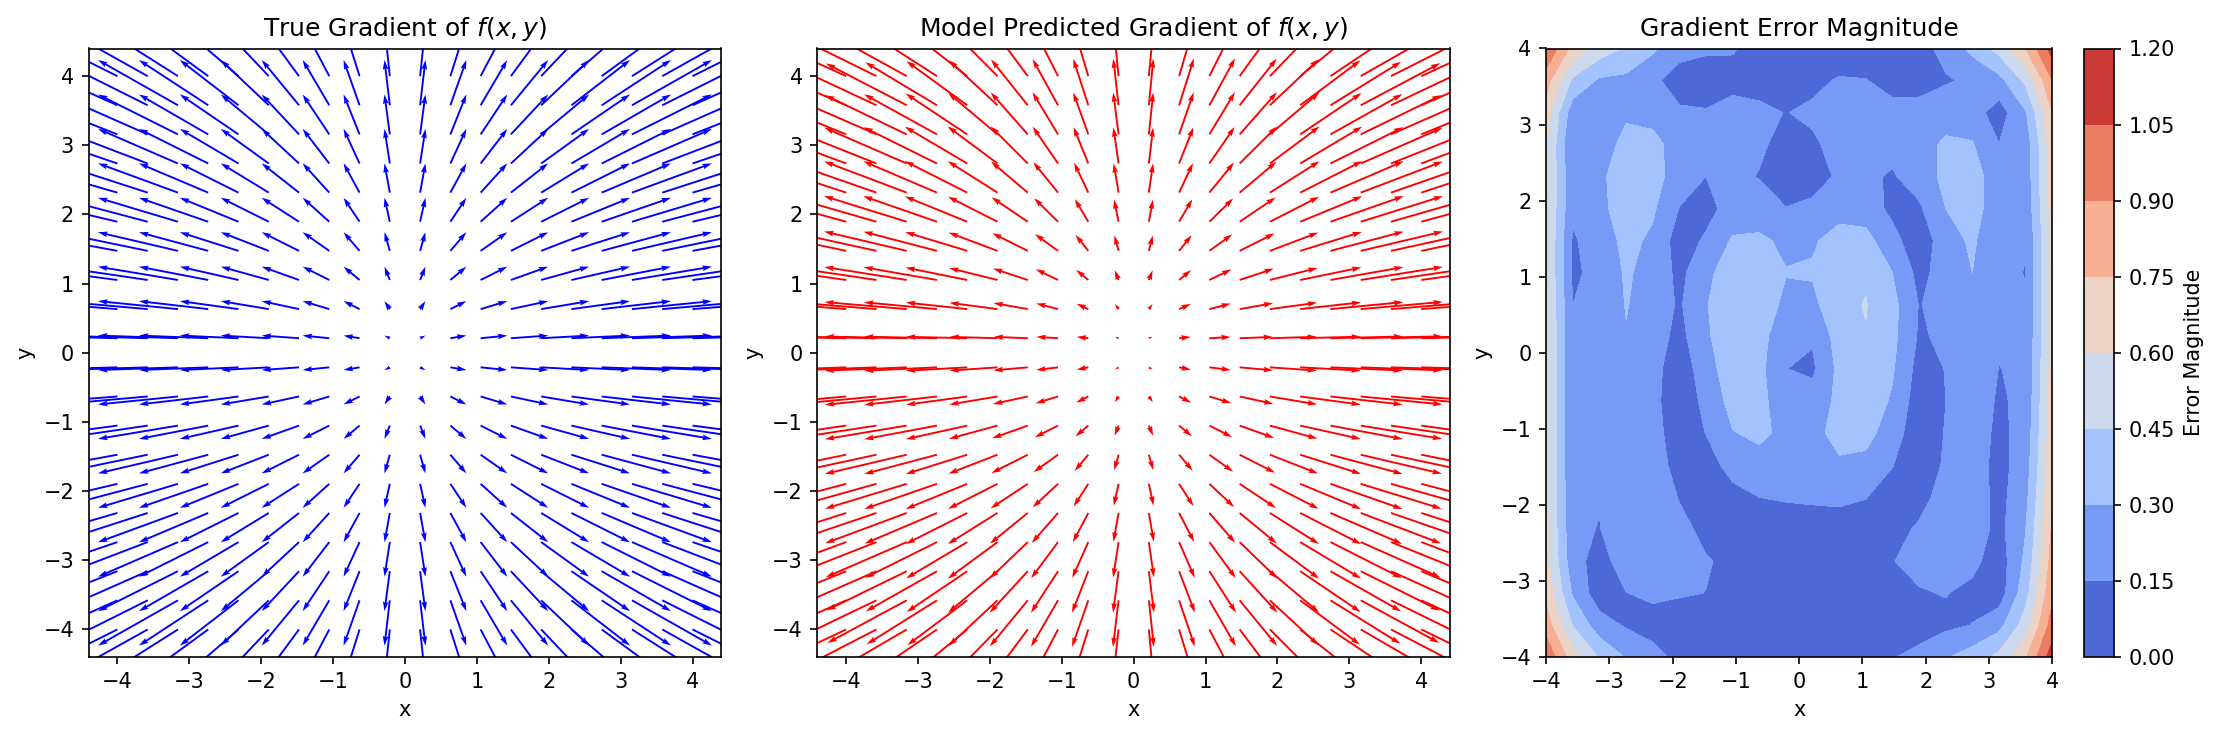 True Gradient of f(x, y)
4
3
2
1
0
−1
−2
−3
−4
y
−4 −3 −2 −1 0 1 2 3 4
x
Model Predicted Gradient of f(x, y)
4
3
2
1
0
−1
−2
−3
−4
y
−4 −3 −2 −1 0 1 2 3 4
x
Gradient Error Magnitude
4
3
2
1
0
−1
−2
−3
−4
y
−4 −3 −2 −1 0 1 2 3 4
x
1.20
1.05
0.90
0.75
0.60
0.45
0.30
0.15
0.00
Error Magnitude